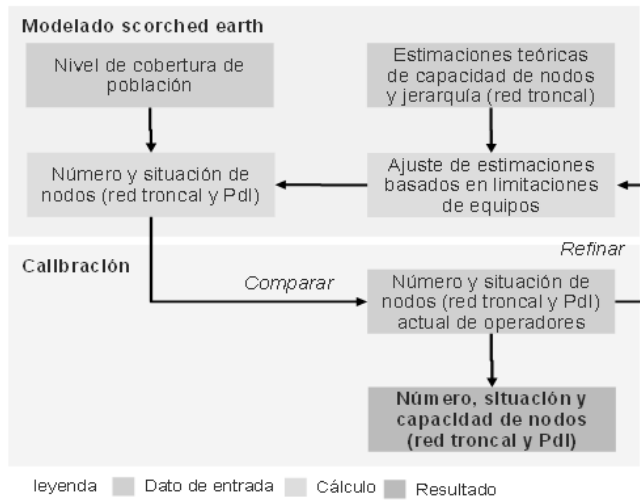 Modelado scorched earth
Nivel de cobertura de
población
Estimaciones teóricas
de capacidad de nodos
y jerarquía (red troncal)
Número y situación de
nodos (red troncal y PdI)
Ajuste de estimaciones
basados en limitaciones
de equipos
Refinar
Calibración
Comparar
Número y situación de
nodos (red troncal y PdI)
actual de operadores
Número, situación y
capacidad de nodos
(red troncal y PdI)
leyenda
Dato de entrada
Cálculo
Resultado